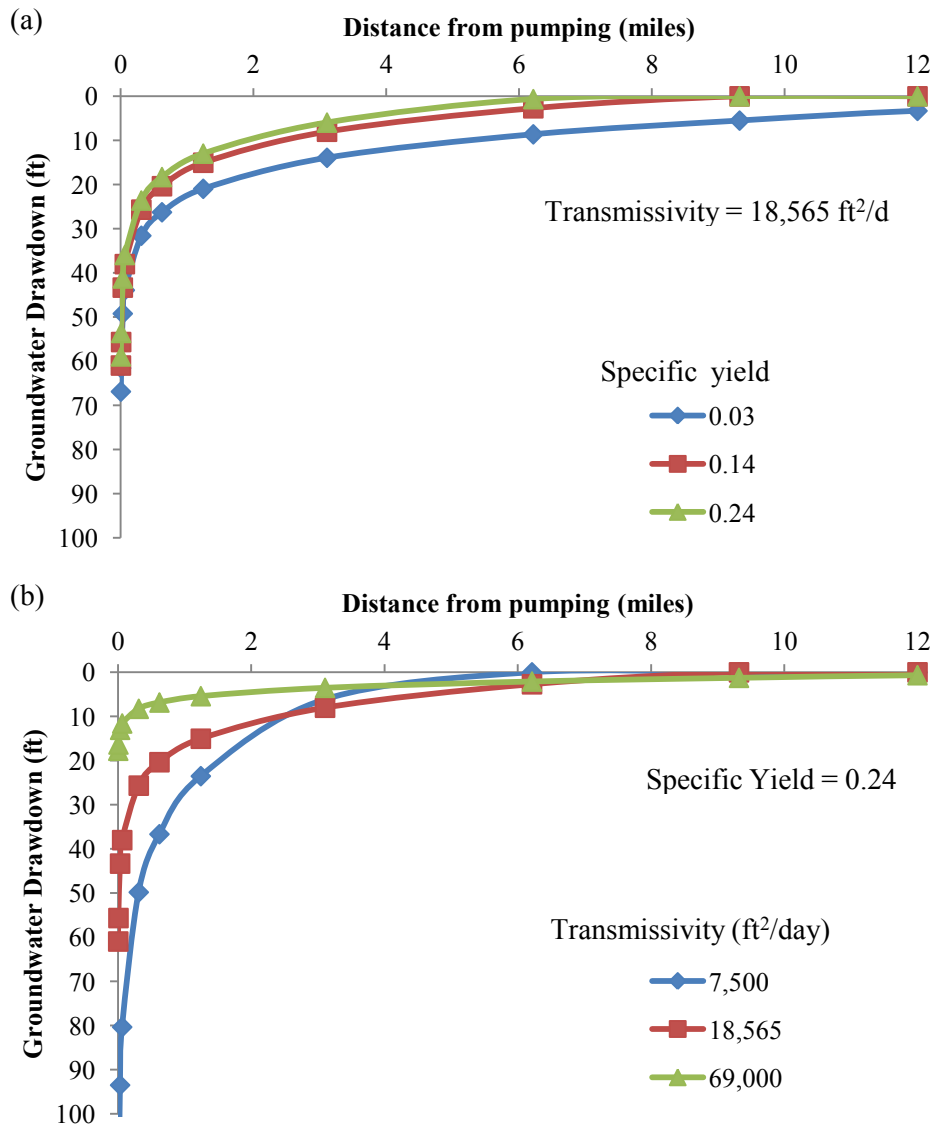 (a)
Distance from pumping (miles)
0 2 4 6 8 10 12
0
10
20
30
40
50
60
70
80
90
100
Groundwater Drawdown (ft)
Transmissivity = 18,565 ft²/d
Specific yield
0.03
0.14
0.24
(b)
Distance from pumping (miles)
0 2 4 6 8 10 12
0
10
20
30
40
50
60
70
80
90
100
Groundwater Drawdown (ft)
Specific Yield = 0.24
Transmissivity (ft²/day)
7,500
18,565
69,000